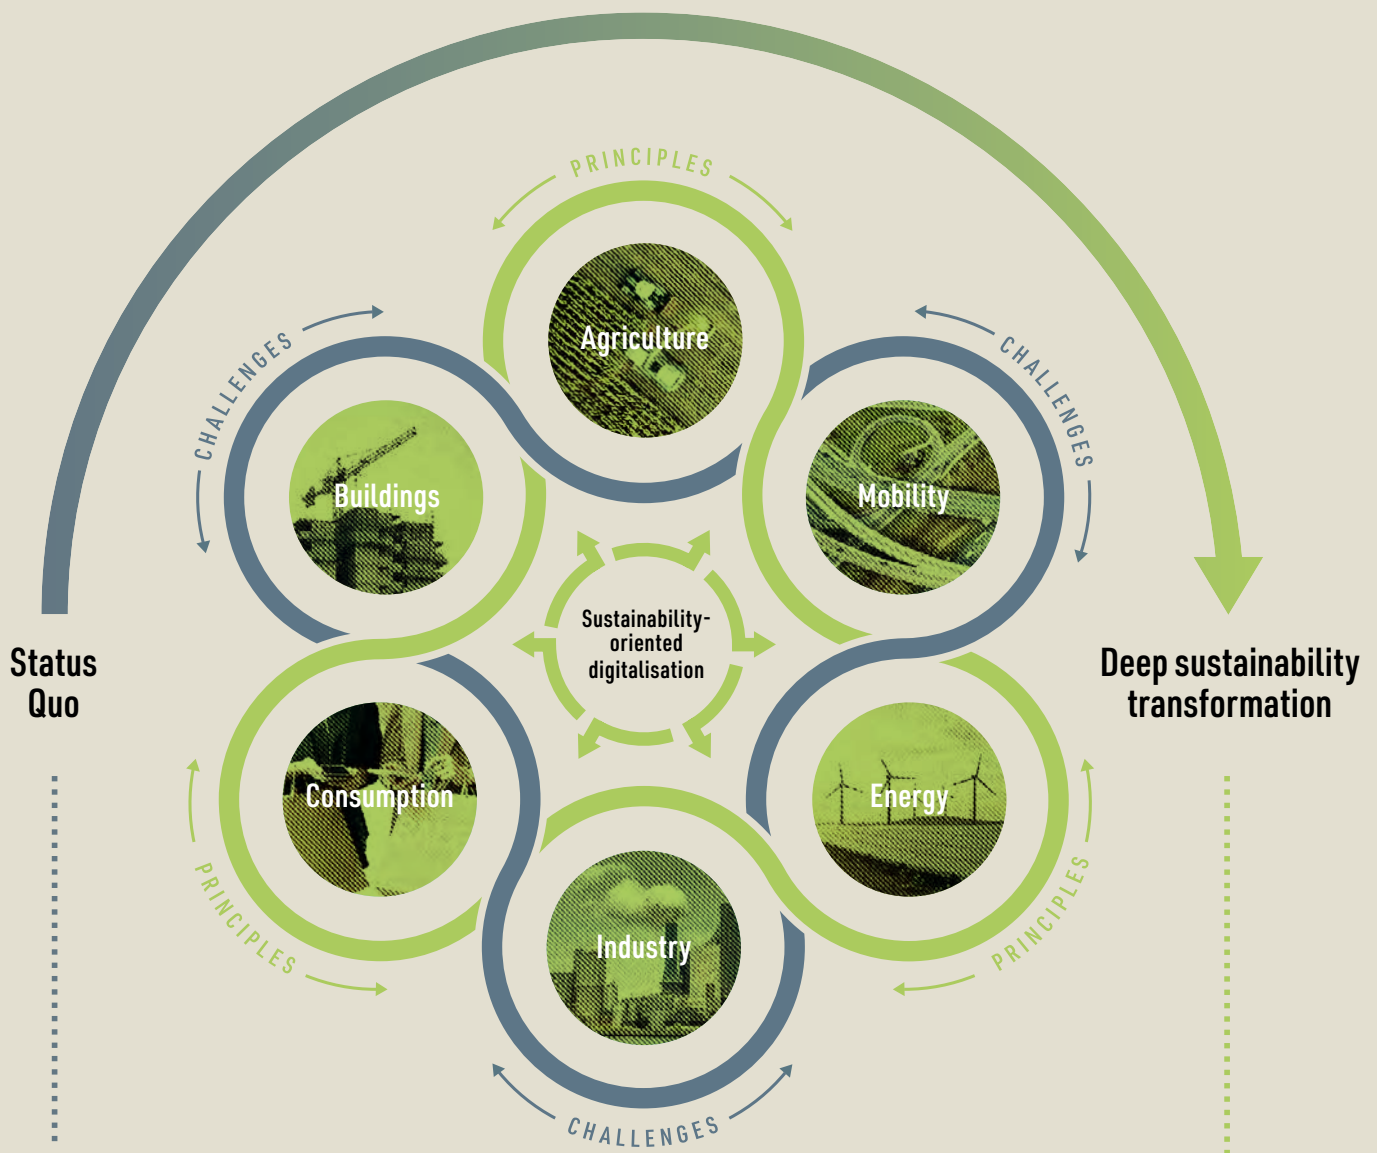 PRINCIPLES
Agriculture
CHALLENGES
CHALLENGES
Buildings
Mobility
Sustainability-
oriented
digitalisation
Status
Quo
Deep sustainability
transformation
Consumption
Energy
PRINCIPLES
PRINCIPLES
Industry
CHALLENGES